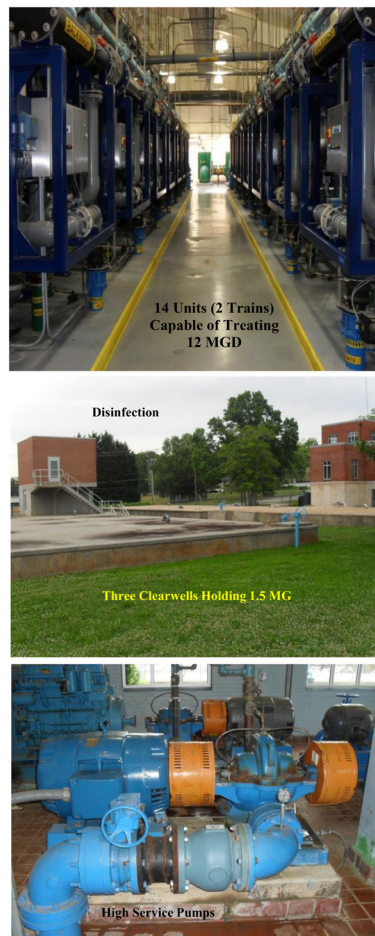 BACKWASH
14 Units (2 Trains)
Capable of Treating
12 MGD
Disinfection
Three Clearwells Holding 1.5 MG
High Service Pumps